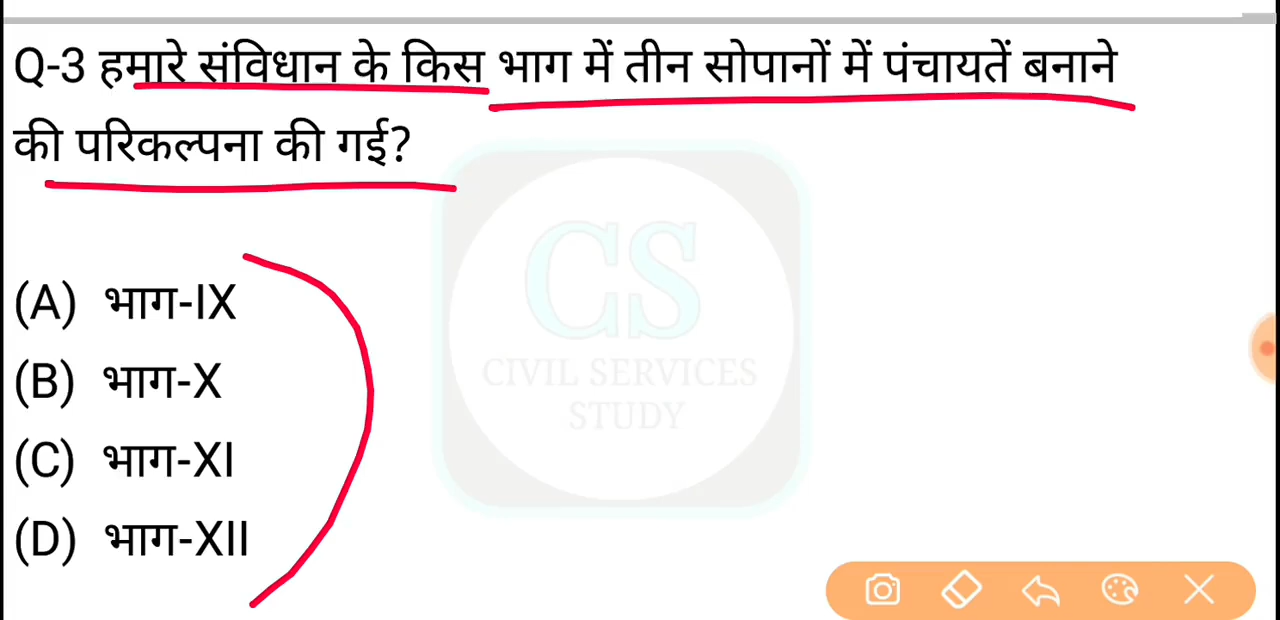 Q-3 हमारे संविधान के किस भाग में तीन सोपानों में पंचायतें बनाने
की परिकल्पना की गई?
(A) भाग-IX
(B) भाग-X
(C) भाग-XI
(D) भाग-XII
CS
CIVIL SERVICES
STUDY